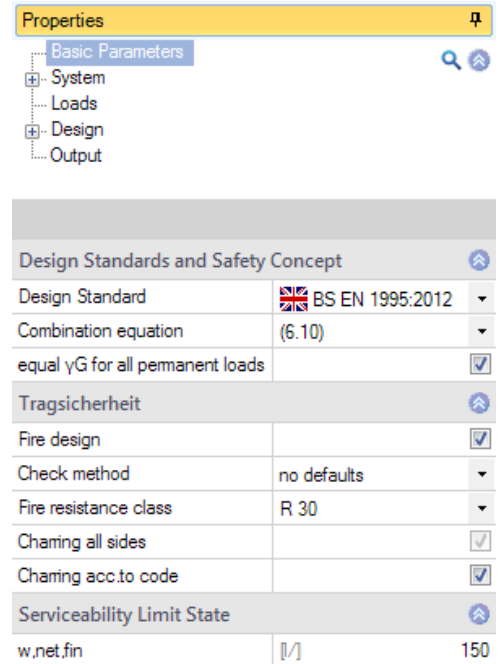 Properties
Basic Parameters
System
Loads
Design
Output
Design Standards and Safety Concept
Design Standard BS EN 1995:2012
Combination equation (6.10)
equal γG for all permanent loads
Tragsicherheit
Fire design
Check method no defaults
Fire resistance class R 30
Charring all sides
Charring acc.to code
Serviceability Limit State
w,net,fin [l/] 150